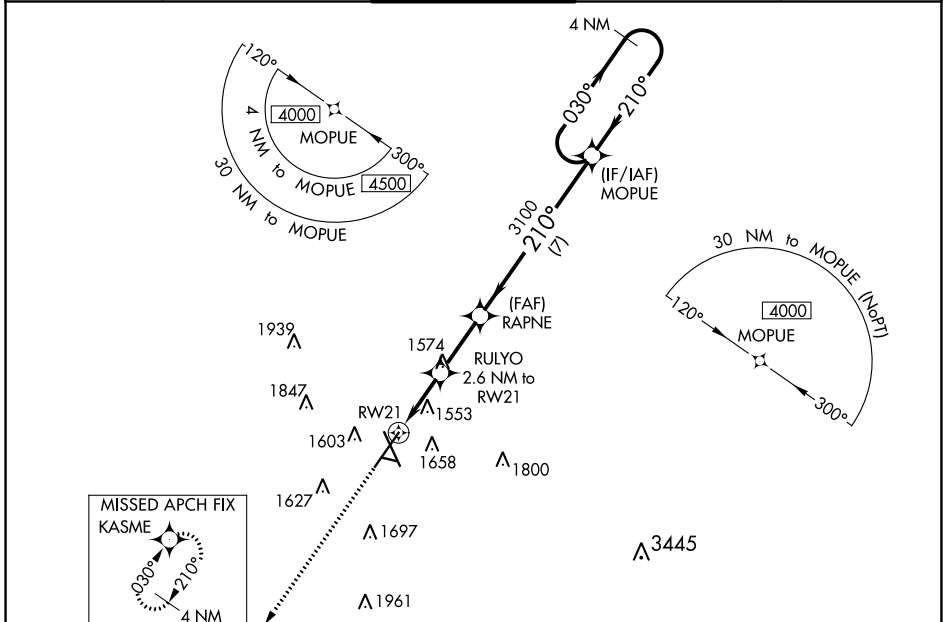 4 NM
030°
210°
(IF/IAF)
MOPUE
120°
4000
MOPUE
300°
4 NM to MOPUE
4500
30 NM to MOPUE
3100
210°
(7)
30 NM to MOPUE (NoPT)
120°
4000
MOPUE
300°
(FAF)
RAPNE
1939
1574
RULYO
2.6 NM to
RW21
1847
RW21
1553
1603
1658
1800
1627
MISSED APCH FIX
KASME
030°
210°
4 NM
1697
3445
1961